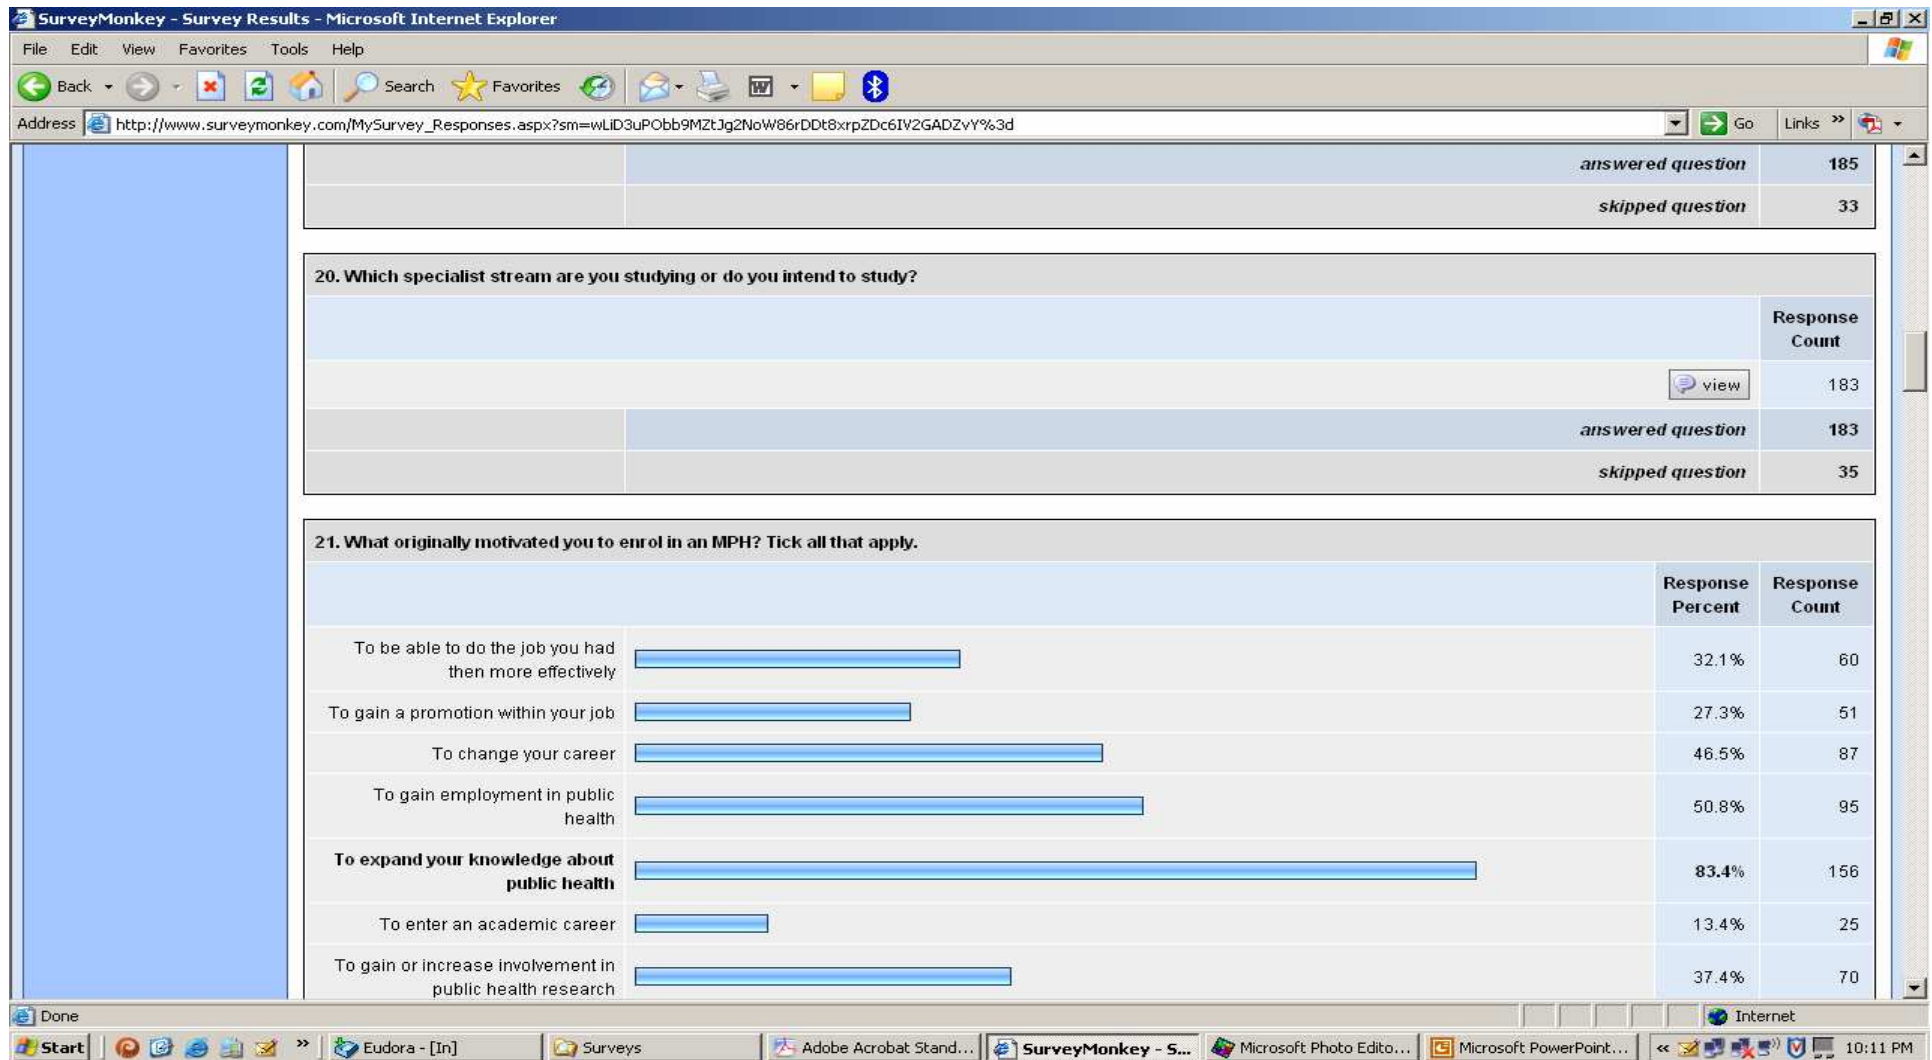 SurveyMonkey - Survey Results - Microsoft Internet Explorer
File Edit View Favorites Tools Help
Back Search Favorites
Address http://www.surveymonkey.com/MySurvey_Responses.aspx?sm=wLiD3uPObb9MZtJg2NoW86rDDt8xrpZDc6IV2GADZvY%3d Go Links »
answered question 185
skipped question 33
20. Which specialist stream are you studying or do you intend to study?
Response
Count
view 183
answered question 183
skipped question 35
21. What originally motivated you to enrol in an MPH? Tick all that apply.
Response Response
Percent Count
To be able to do the job you had
then more effectively 32.1% 60
To gain a promotion within your job 27.3% 51
To change your career 46.5% 87
To gain employment in public
health 50.8% 95
To expand your knowledge about
public health 83.4% 156
To enter an academic career 13.4% 25
To gain or increase involvement in
public health research 37.4% 70
Done Internet
Start » Eudora - [In] Surveys Adobe Acrobat Stand... SurveyMonkey - S... Microsoft Photo Edito... Microsoft PowerPoint... « 10:11 PM